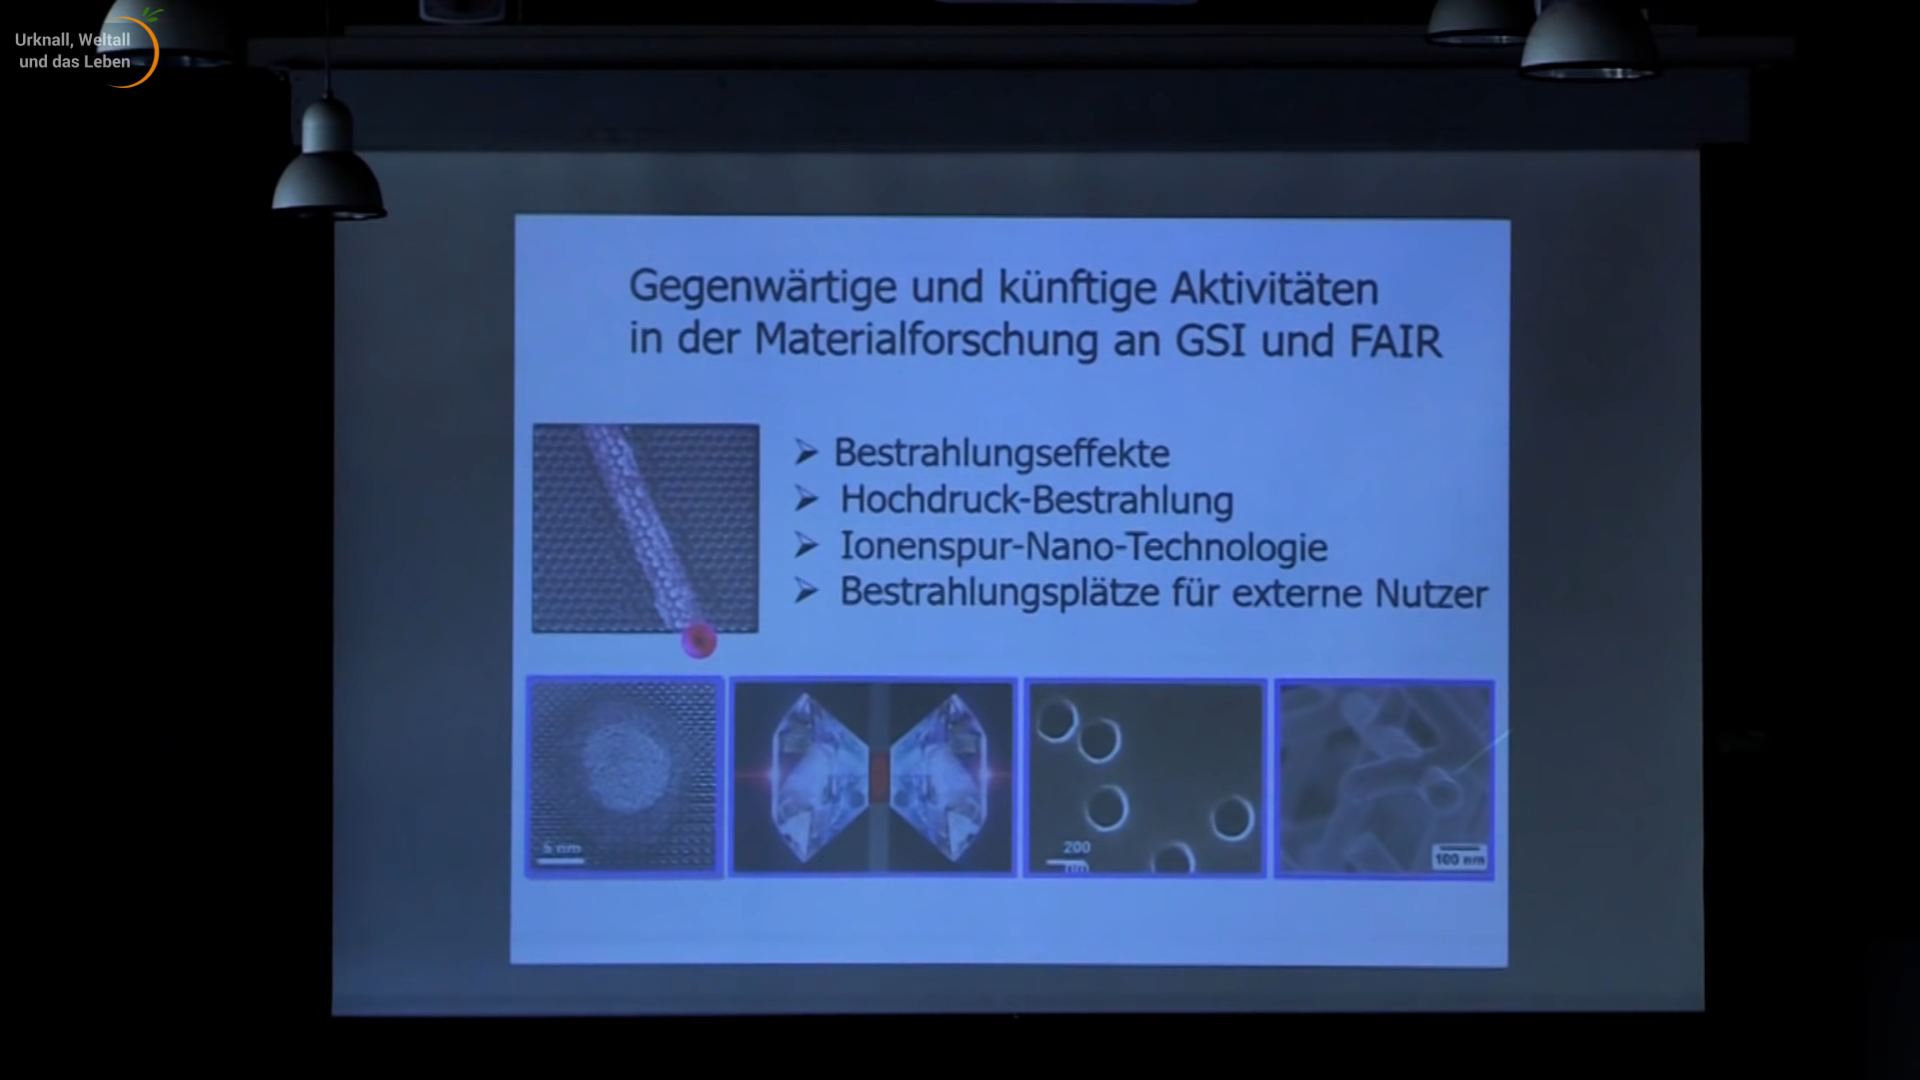 Urknall, Weltall
und das Leben
Gegenwärtige und künftige Aktivitäten
in der Materialforschung an GSI und FAIR
Bestrahlungseffekte
Hochdruck-Bestrahlung
Ionenspur-Nano-Technologie
Bestrahlungsplätze für externe Nutzer
5 nm
200
nm
100 nm